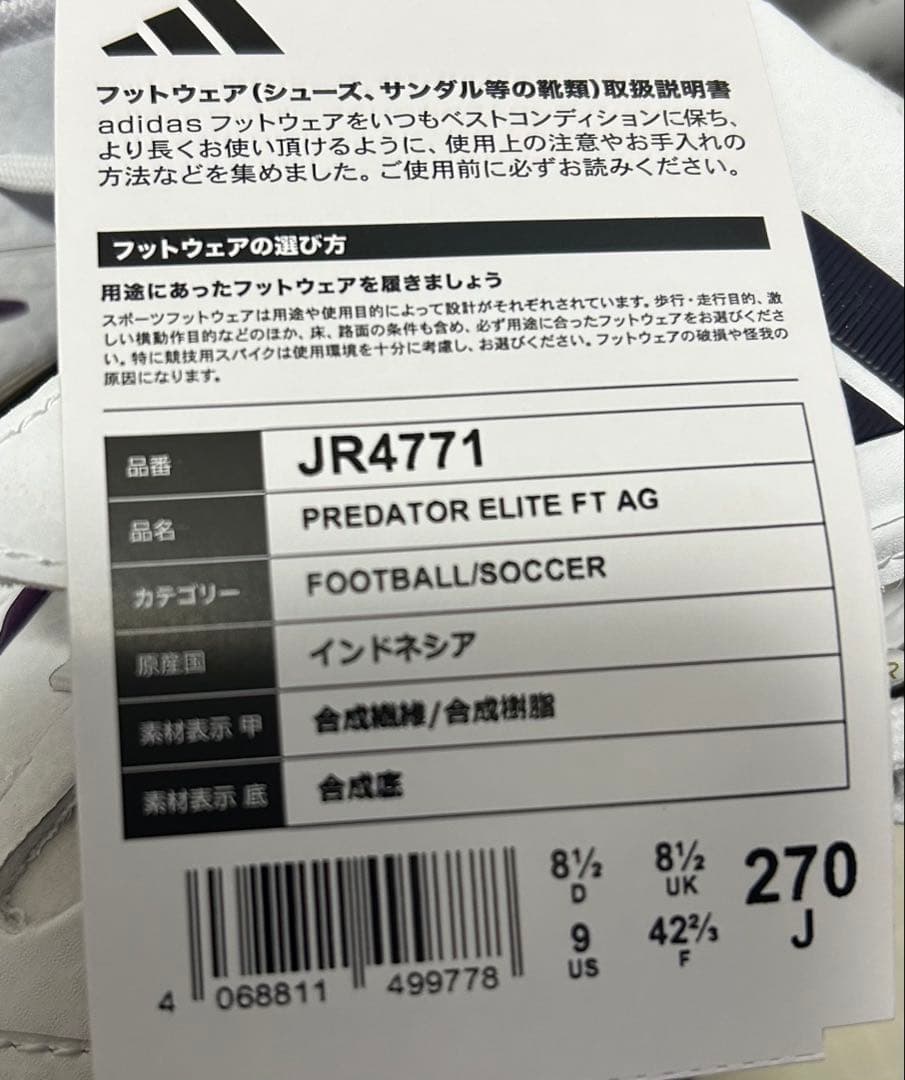 フットウェア(シューズ、サンダル等の靴類)取扱説明書
adidas フットウェアをいつもベストコンディションに保ち、
より長くお使い頂けるように、使用上の注意やお手入れの
方法などを集めました。ご使用前に必ずお読みください。
フットウェアの選び方
用途にあったフットウェアを履きましょう
スポーツフットウェアは用途や使用目的によって設計がそれぞれされています。歩行・走行目的、激
しい横動作目的などのほか、床、路面の条件も含め、必ず用途に合ったフットウェアをお選びくださ
い。特に競技用スパイクは使用環境を十分に考慮し、お選びください。フットウェアの破損や怪我の
原因になります。
品番 JR4771
品名 PREDATOR ELITE FT AG
カテゴリー FOOTBALL/SOCCER
原産国 インドネシア
素材表示 甲 合成繊維/合成樹脂
素材表示 底 合成底
8½ 8½ 270
D UK J
9 42⅔
US F
4 068811 499778